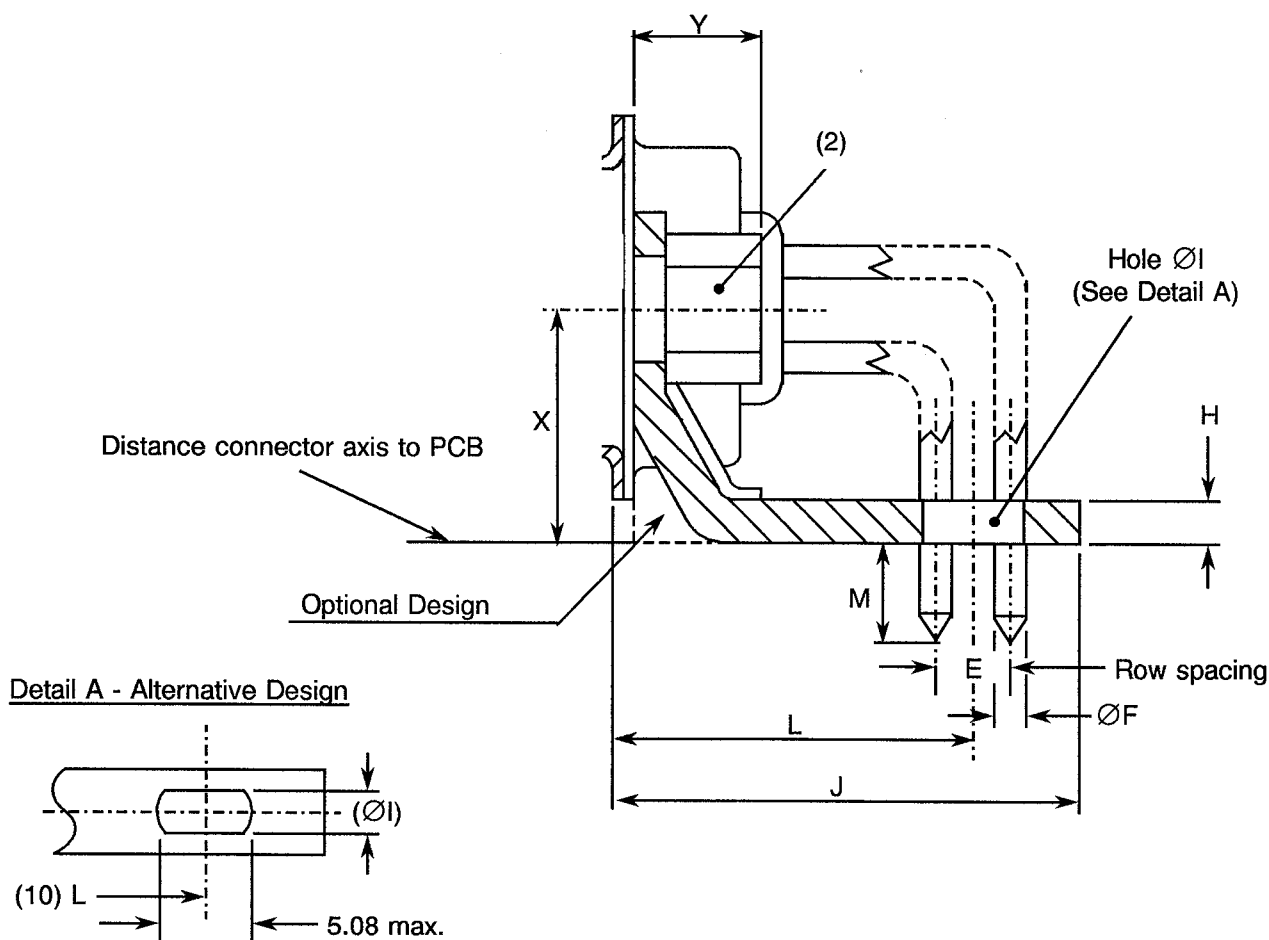 Y
(2)
Hole ØI
(See Detail A)
X
H
Distance connector axis to PCB
M
Optional Design
E
Row spacing
Detail A - Alternative Design
ØF
L
J
(ØI)
(10) L
5.08 max.